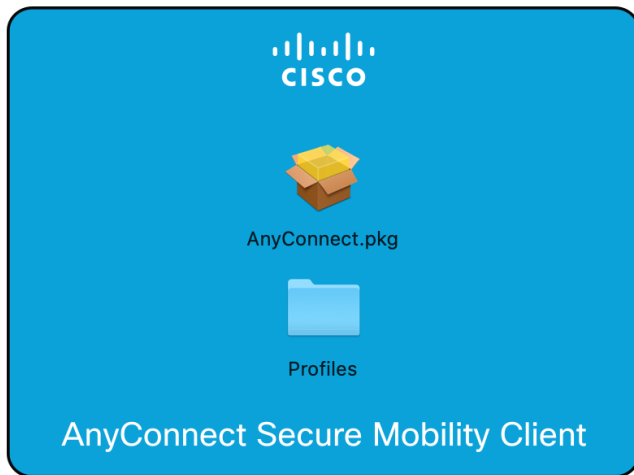 CISCO
AnyConnect.pkg
Profiles
AnyConnect Secure Mobility Client